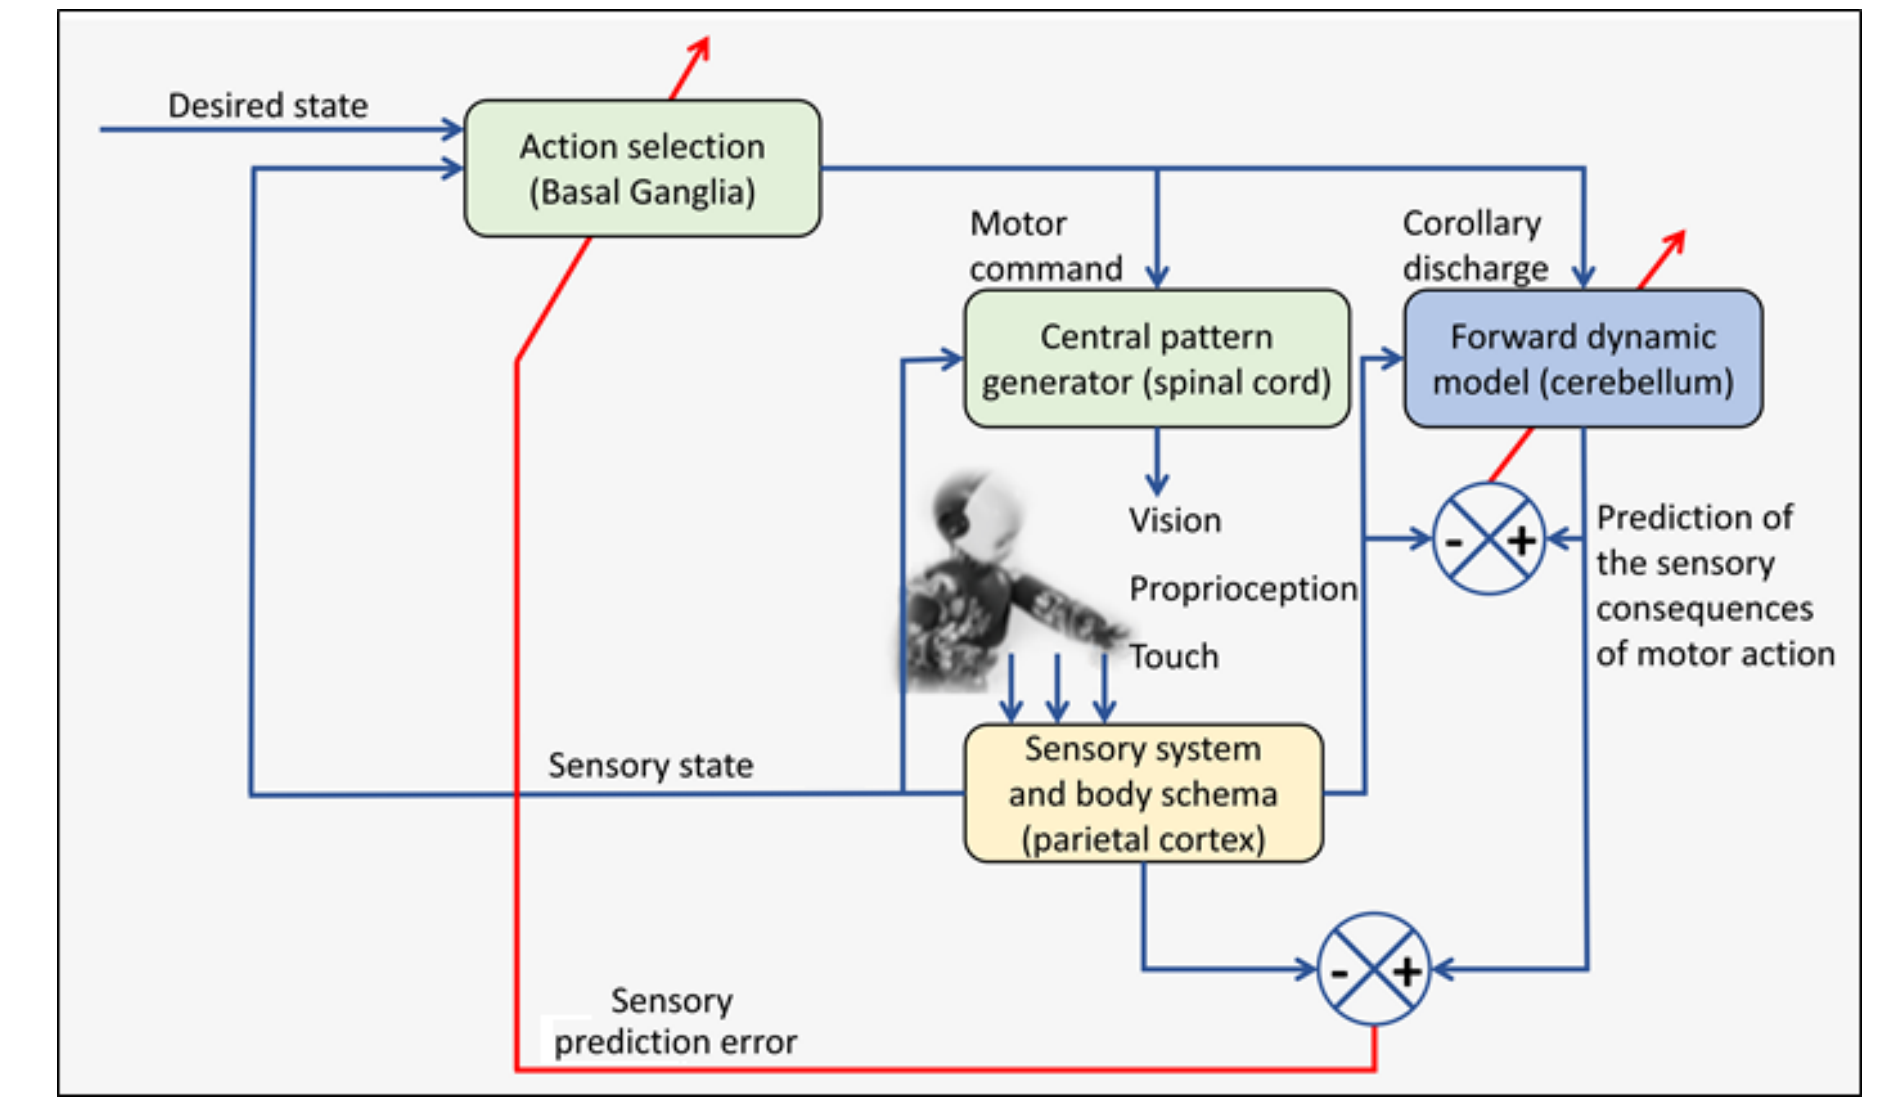 Desired state
Action selection
(Basal Ganglia)
Motor
command
Corollary
discharge
Central pattern
generator (spinal cord)
Forward dynamic
model (cerebellum)
Vision
Proprioception
Touch
- +
Prediction of
the sensory
consequences
of motor action
Sensory state
Sensory system
and body schema
(parietal cortex)
- +
Sensory
prediction error